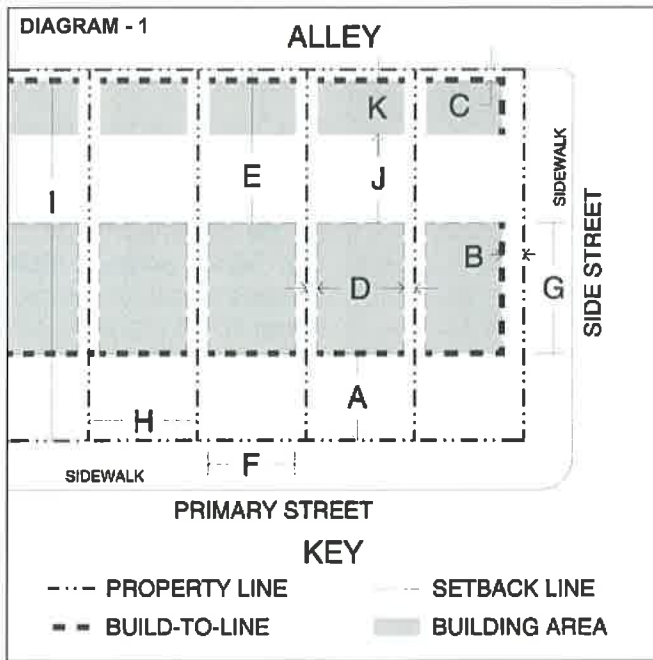 DIAGRAM - 1
ALLEY
K
C
E
J
I
SIDEWALK
B
D
G
SIDE STREET
A
H
F
SIDEWALK
PRIMARY STREET
KEY
PROPERTY LINE
SETBACK LINE
BUILD-TO-LINE
BUILDING AREA